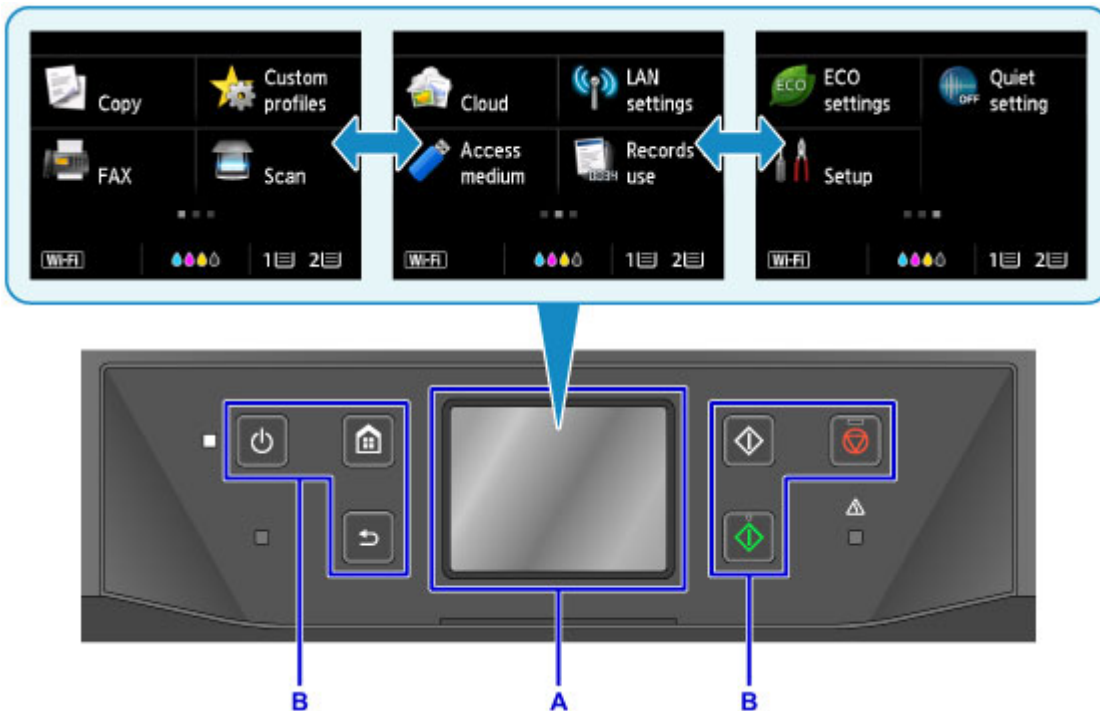 Copy
Custom
profiles
FAX
Scan
Wi-Fi
1 2
Cloud
LAN
settings
Access
medium
Records
use
Wi-Fi
1 2
ECO
ECO
settings
OFF
Quiet
setting
Setup
Wi-Fi
1 2
B
A
B